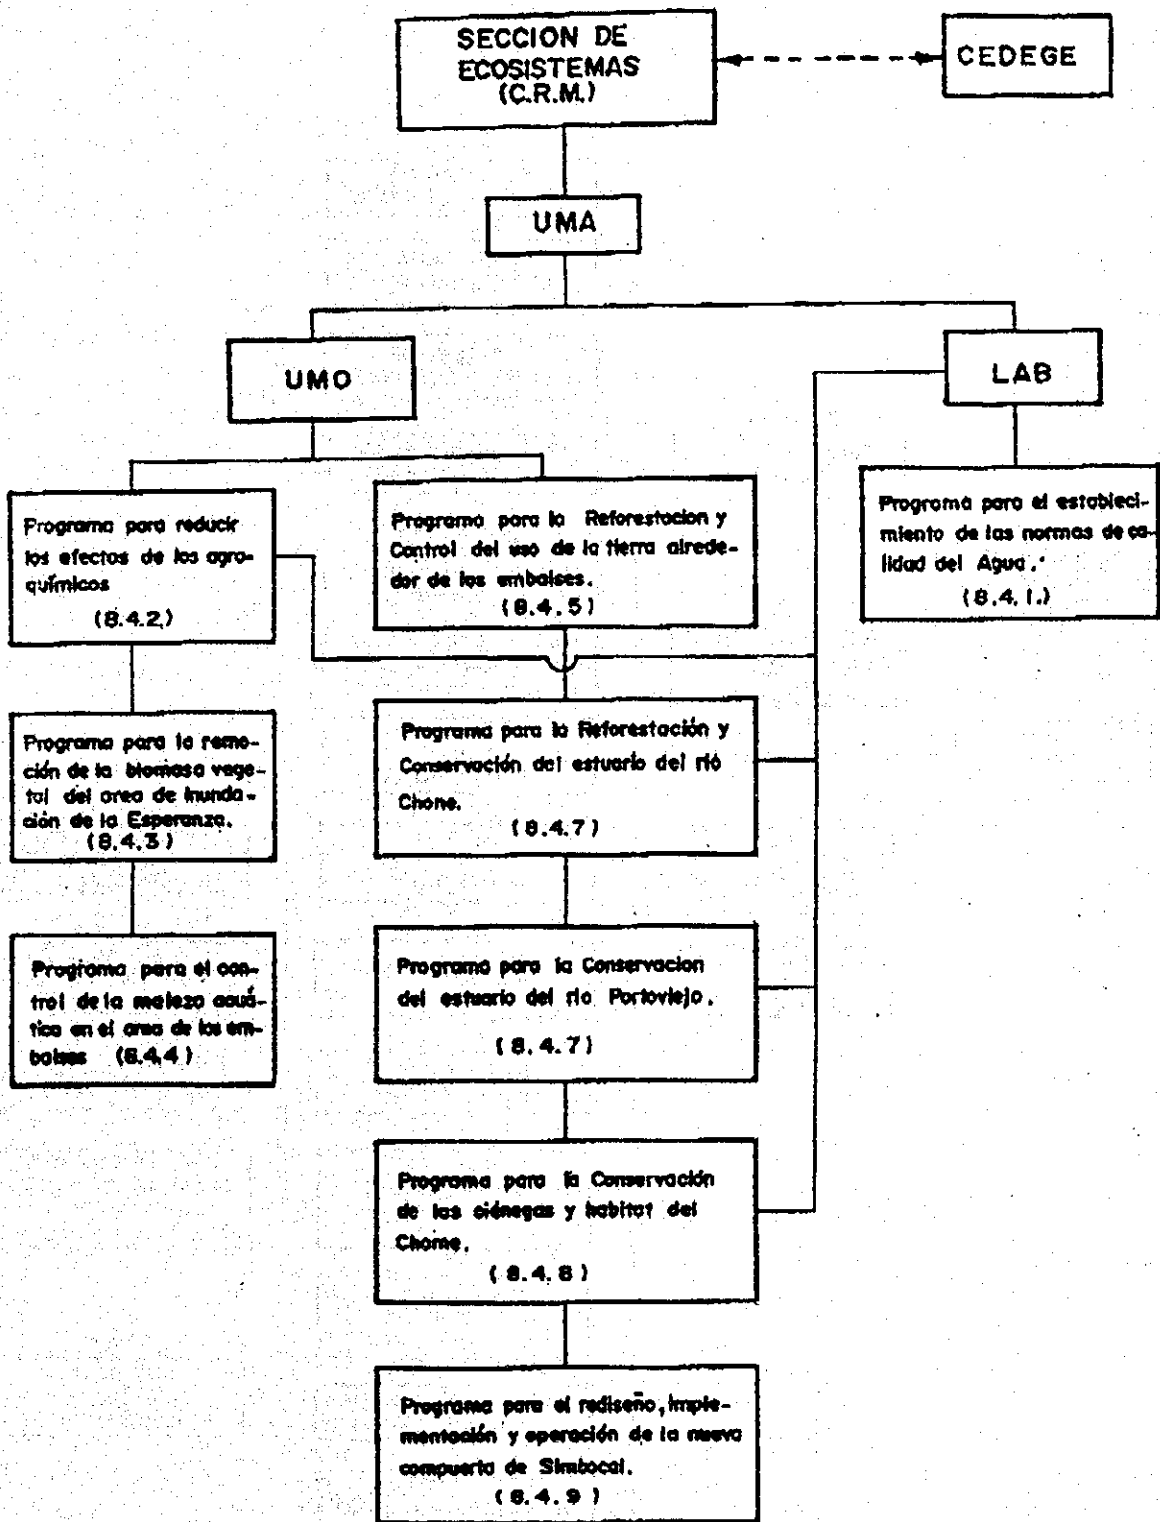 SECCION DE
ECOSISTEMAS
(C.R.M.)
CEDEGE
UMA
UMO
LAB
Programa para reducir
los efectos de los agro-
químicos
(8.4.2)
Programa para la Reforestacion y
Control del uso de la tierra alrede-
dor de los embalses.
(8.4.5)
Programa para el estableci-
miento de las normas de ca-
lidad del Agua.
(8.4.1.)
Programa para la remo-
ción de la biomasa vege-
tal del area de inunda-
ción de la Esperanza.
(8.4.3)
Programa para la Reforestación y
Conservación del estuario del rió
Chone.
(8.4.7)
Programa para el con-
trol de la maleza acuá-
tica en el area de los em-
balses (8.4.4)
Programa para la Conservacion
del estuario del río Portoviejo.
(8.4.7)
Programa para la Conservación
de las ciénegas y habitat del
Chome.
(8.4.8)
Programa para el rediseño, imple-
mentación y operación de la nueva
compuerta de Simbocal.
(8.4.9)